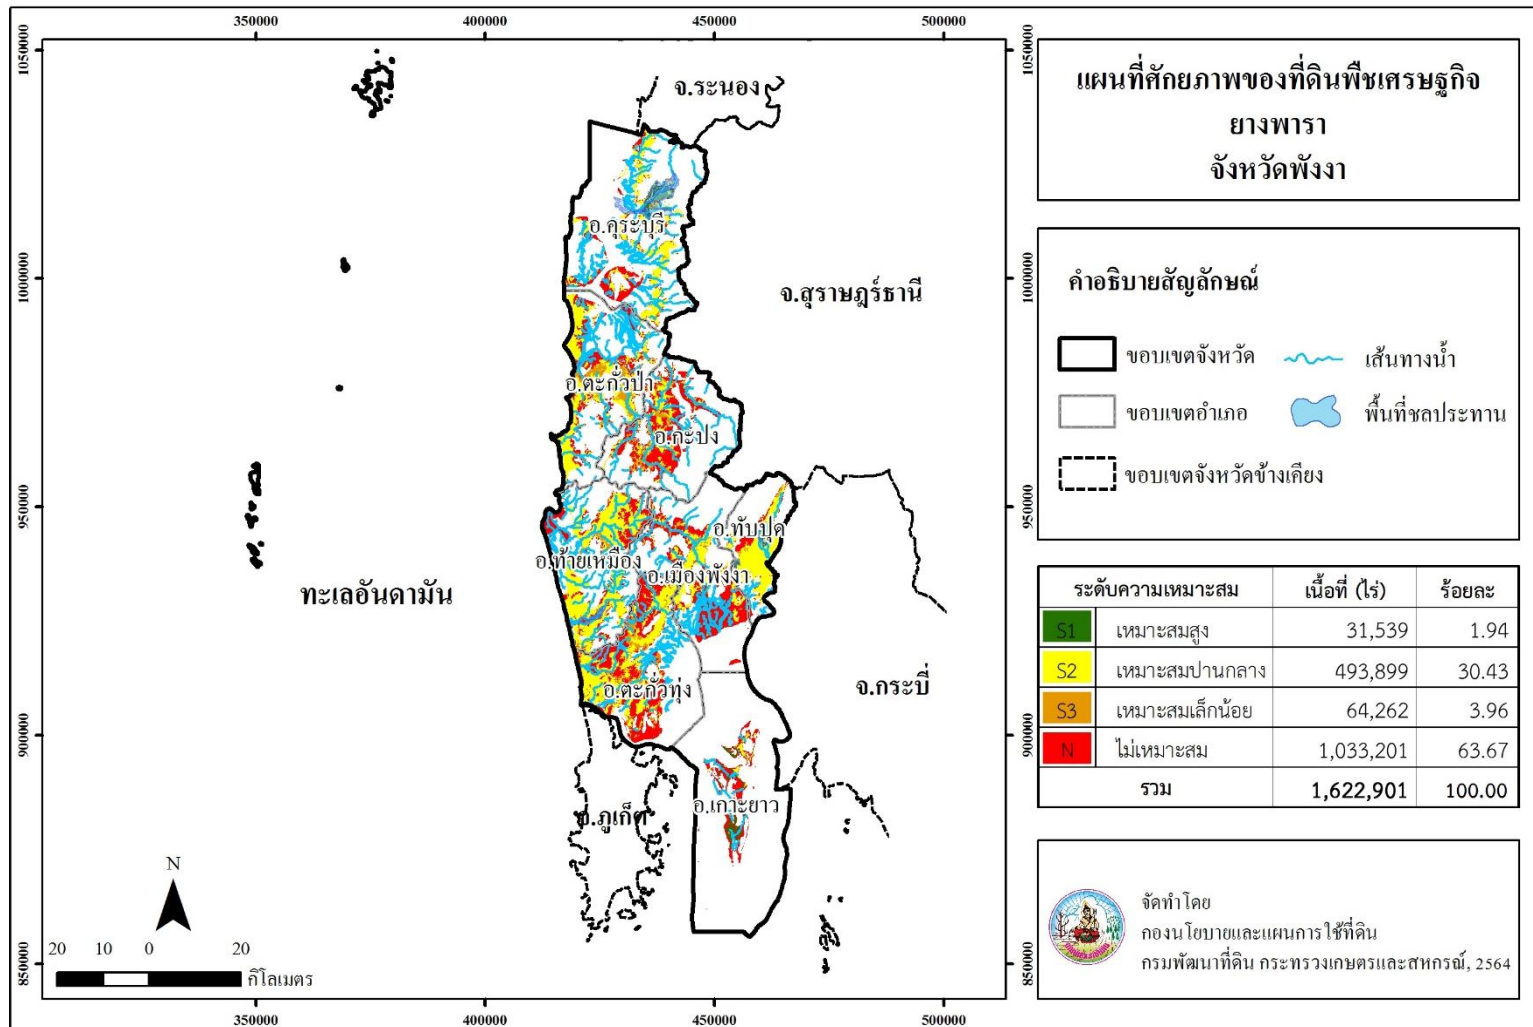 350000
400000
450000
500000
1050000
1000000
950000
900000
850000
1050000
1000000
950000
900000
850000
จ.ระนอง
อ.คุระบุรี
จ.สุราษฎร์ธานี
อ.ตะกั่วป่า
อ.กะปง
อ.ทับปุด
อ.ท้ายเหมือง
อ.เมืองพังงา
ทะเลอันดามัน
อ.ตะกั่วทุ่ง
จ.กระบี่
จ.ภูเก็ต
อ.เกาะยาว
N
20 10 0 20
กิโลเมตร
350000
400000
450000
500000
แผนที่ศักยภาพของที่ดินพืชเศรษฐกิจ
ยางพารา
จังหวัดพังงา
คำอธิบายสัญลักษณ์
ขอบเขตจังหวัด เส้นทางน้ำ
ขอบเขตอำเภอ พื้นที่ชลประทาน
ขอบเขตจังหวัดข้างเคียง
ระดับความเหมาะสม เนื้อที่ (ไร่) ร้อยละ
S1 เหมาะสมสูง 31,539 1.94
S2 เหมาะสมปานกลาง 493,899 30.43
S3 เหมาะสมเล็กน้อย 64,262 3.96
N ไม่เหมาะสม 1,033,201 63.67
รวม 1,622,901 100.00
จัดทำโดย
กองนโยบายและแผนการใช้ที่ดิน
กรมพัฒนาที่ดิน กระทรวงเกษตรและสหกรณ์, 2564